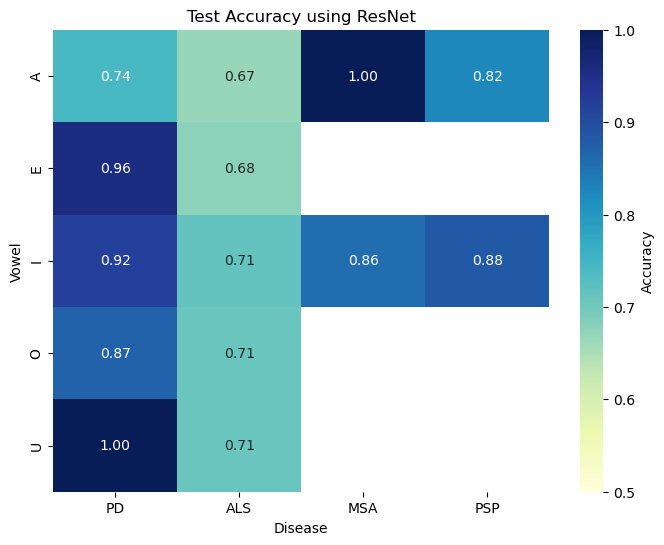 Test Accuracy using ResNet
A 0.74 0.67 1.00 0.82
E 0.96 0.68
I 0.92 0.71 0.86 0.88
O 0.87 0.71
U 1.00 0.71
PD ALS MSA PSP
Disease
Vowel
1.0
0.9
0.8
0.7
0.6
0.5
Accuracy